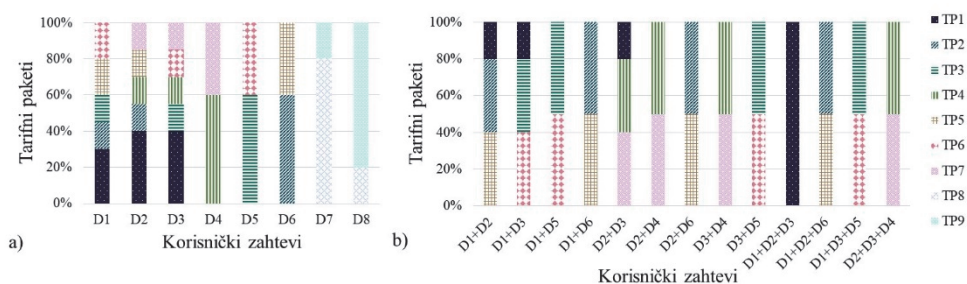 100%
80%
60%
40%
20%
0%
Tarifni paketi
D1 D2 D3 D4 D5 D6 D7 D8
Korisnički zahtevi
a)
100%
80%
60%
40%
20%
0%
Tarifni paketi
D1+D2
D1+D3
D1+D5
D1+D6
D2+D3
D2+D4
D2+D6
D3+D4
D3+D5
D1+D2+D3
D1+D2+D6
D1+D3+D5
D2+D3+D4
Korisnički zahtevi
b)
TP1
TP2
TP3
TP4
TP5
TP6
TP7
TP8
TP9